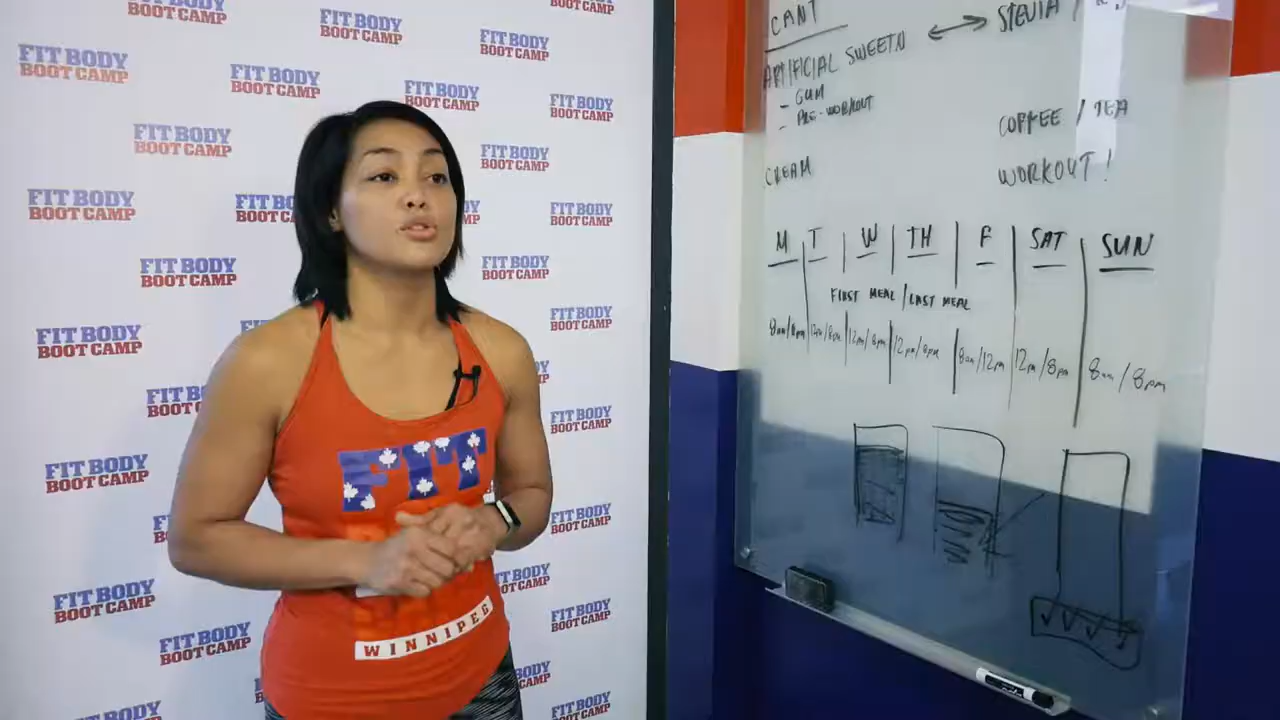 FIT BODY
BOOT CAMP
FIT
WINNIPEG
CANT
ARTIFICIAL SWEETN ↔ STEVIA /
- GUM
- PRE-WORKOUT
COFFEE / TEA
CREAM
WORKOUT!
M T W TH F SAT SUN
FIRST MEAL / LAST MEAL
8am/8pm 12pm/8pm 12pm/8pm 12pm/8pm 8am/12pm 12pm/8pm 8am/8pm